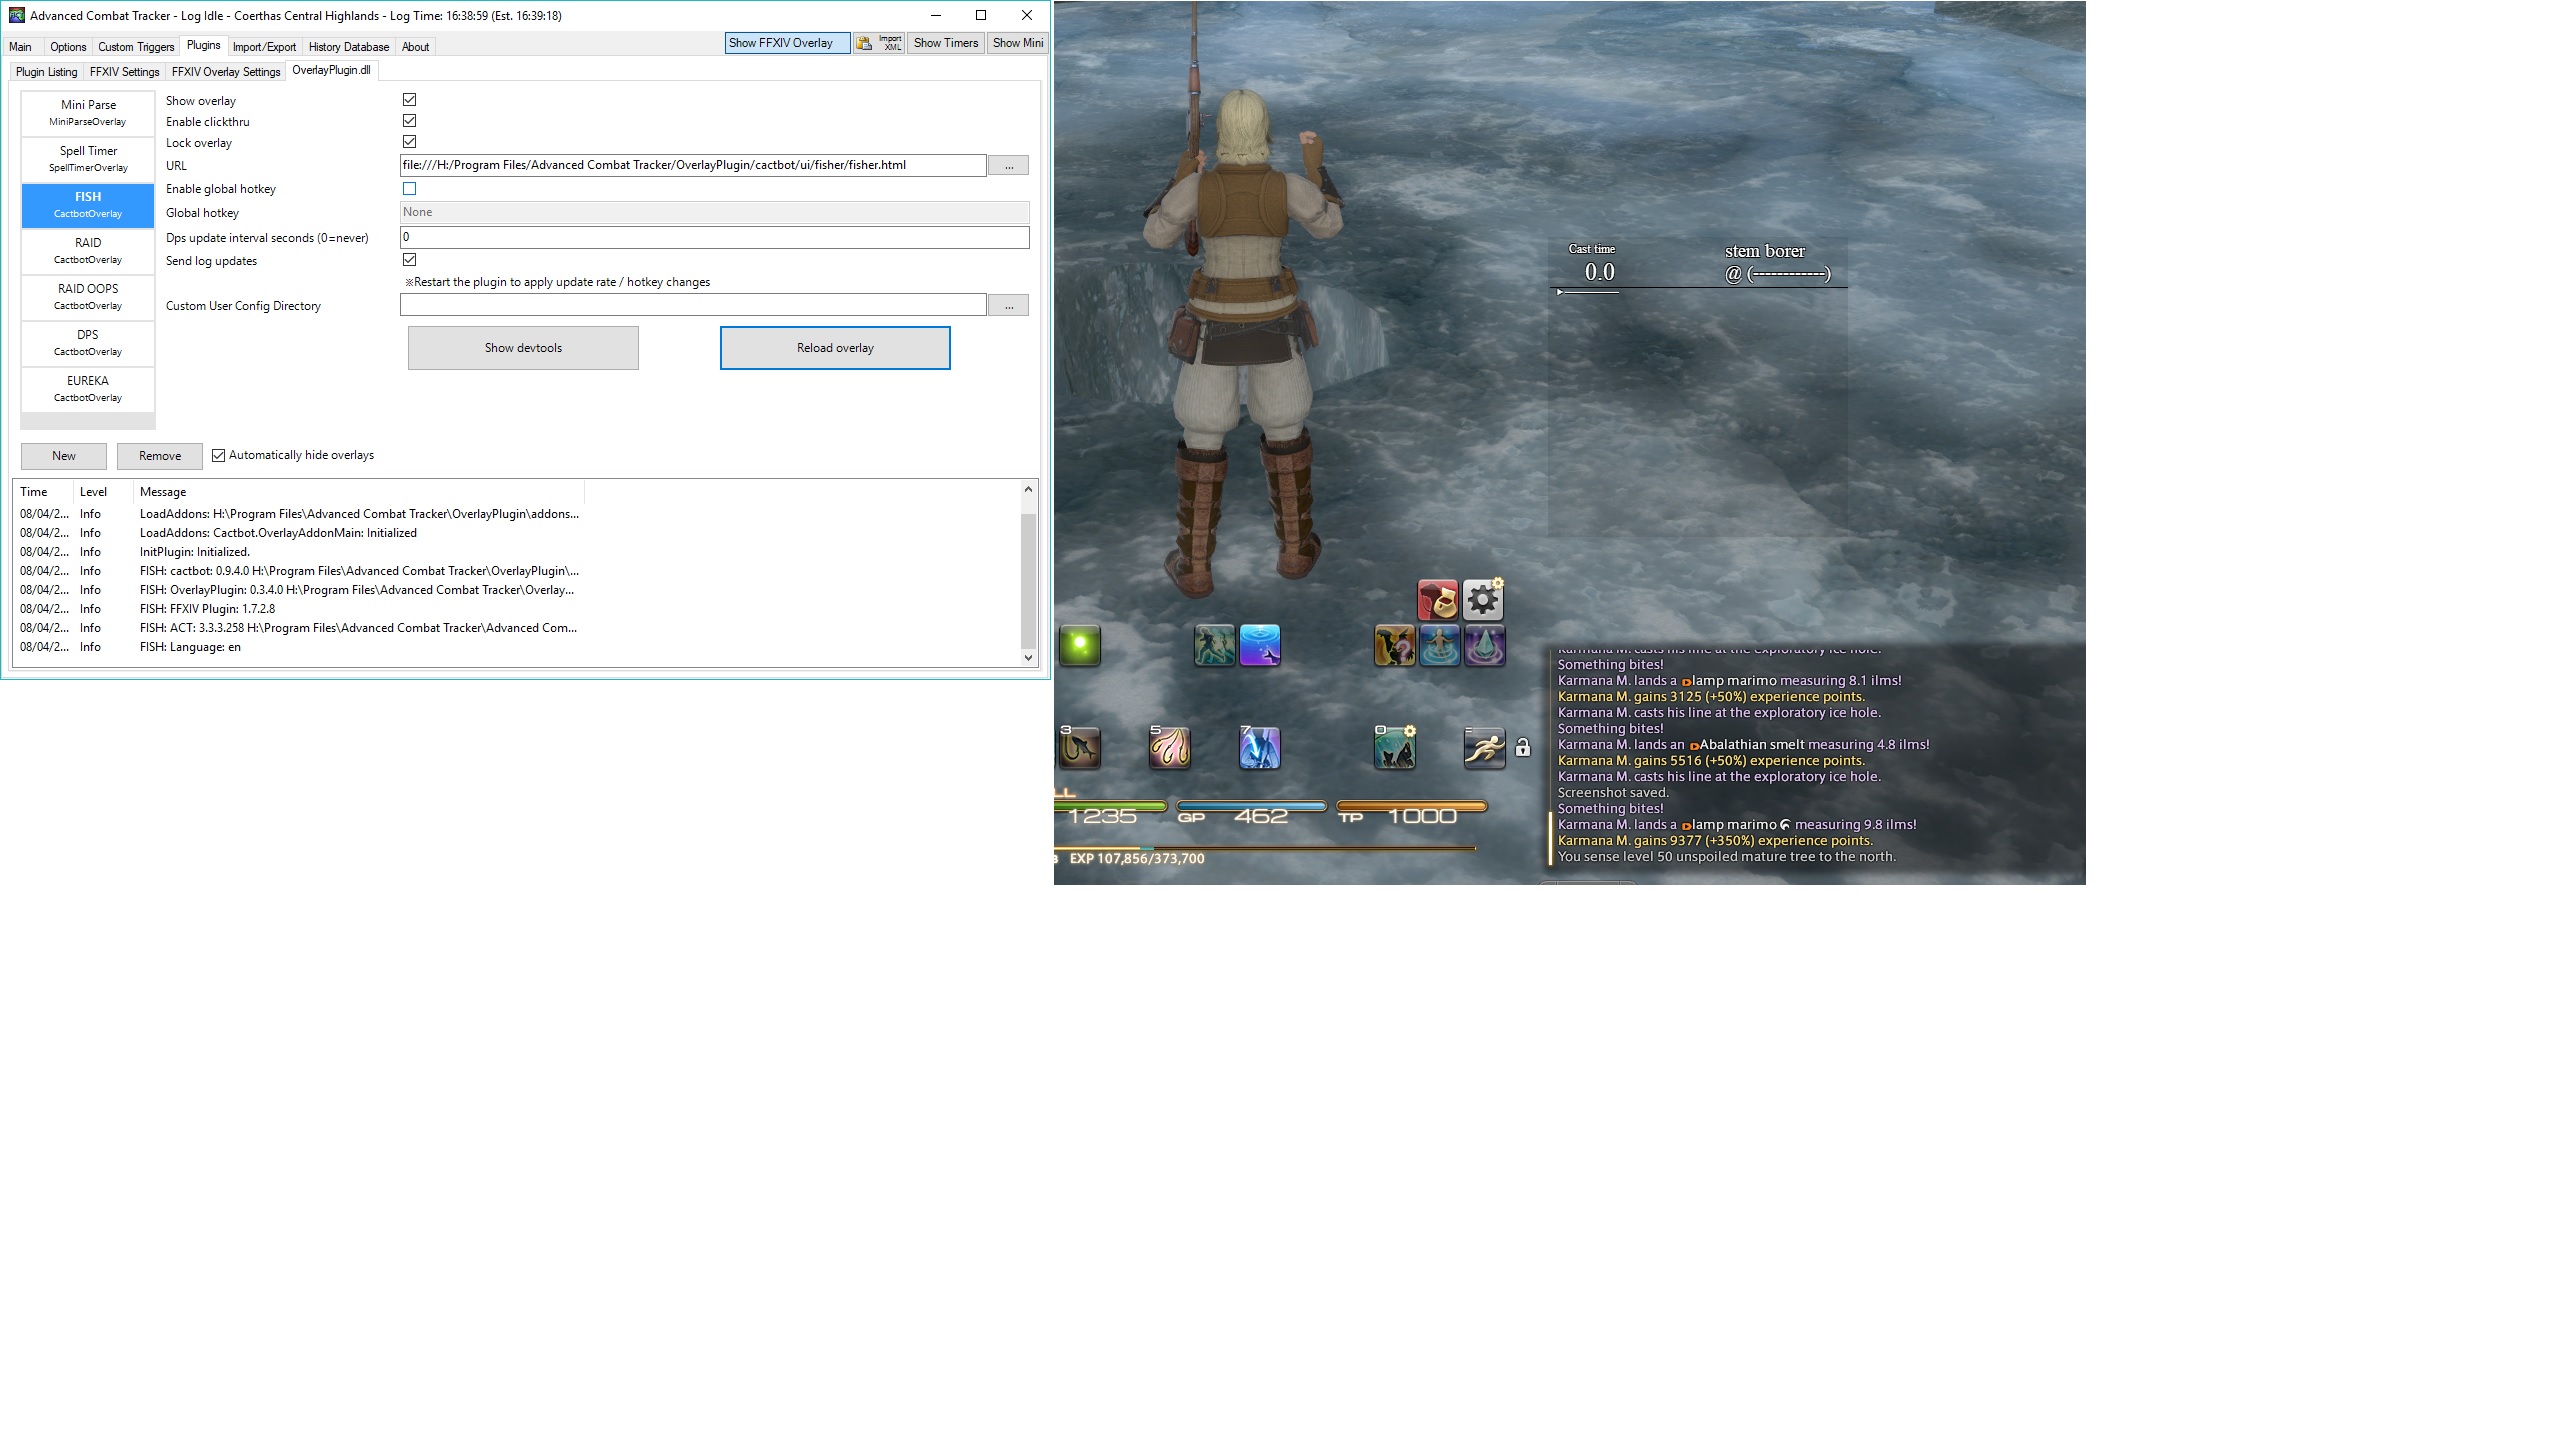 Advanced Combat Tracker - Log Idle - Coerthas Central Highlands - Log Time: 16:38:59 (Est. 16:39:18)
Main Options Custom Triggers Plugins Import/Export History Database About
Show FFXIV Overlay Import XML Show Timers Show Mini
Plugin Listing FFXIV Settings FFXIV Overlay Settings OverlayPlugin.dll
Mini Parse
MiniParseOverlay
Spell Timer
SpellTimerOverlay
FISH
CactbotOverlay
RAID
CactbotOverlay
RAID OOPS
CactbotOverlay
DPS
CactbotOverlay
EUREKA
CactbotOverlay
Show overlay
Enable clickthru
Lock overlay
URL file:///H:/Program Files/Advanced Combat Tracker/OverlayPlugin/cactbot/ui/fisher/fisher.html ...
Enable global hotkey
Global hotkey None
Dps update interval seconds (0=never) 0
Send log updates
※Restart the plugin to apply update rate / hotkey changes
Custom User Config Directory ...
Show devtools Reload overlay
New Remove Automatically hide overlays
Time Level Message
08/04/2... Info LoadAddons: H:\Program Files\Advanced Combat Tracker\OverlayPlugin\addons...
08/04/2... Info LoadAddons: Cactbot.OverlayAddonMain: Initialized
08/04/2... Info InitPlugin: Initialized.
08/04/2... Info FISH: cactbot: 0.9.4.0 H:\Program Files\Advanced Combat Tracker\OverlayPlugin\...
08/04/2... Info FISH: OverlayPlugin: 0.3.4.0 H:\Program Files\Advanced Combat Tracker\Overlay...
08/04/2... Info FISH: FFXIV Plugin: 1.7.2.8
08/04/2... Info FISH: ACT: 3.3.3.258 H:\Program Files\Advanced Combat Tracker\Advanced Com...
08/04/2... Info FISH: Language: en
Cast time
0.0
stem borer
@ (------------)
3 5 7 0 =
LL
1235 GP 462 TP 1000
EXP 107,856/373,700
Karmana M. casts his line at the exploratory ice hole.
Something bites!
Karmana M. lands a lamp marimo measuring 8.1 ilms!
Karmana M. gains 3125 (+50%) experience points.
Karmana M. casts his line at the exploratory ice hole.
Something bites!
Karmana M. lands an Abalathian smelt measuring 4.8 ilms!
Karmana M. gains 5516 (+50%) experience points.
Karmana M. casts his line at the exploratory ice hole.
Screenshot saved.
Something bites!
Karmana M. lands a lamp marimo measuring 9.8 ilms!
Karmana M. gains 9377 (+350%) experience points.
You sense level 50 unspoiled mature tree to the north.